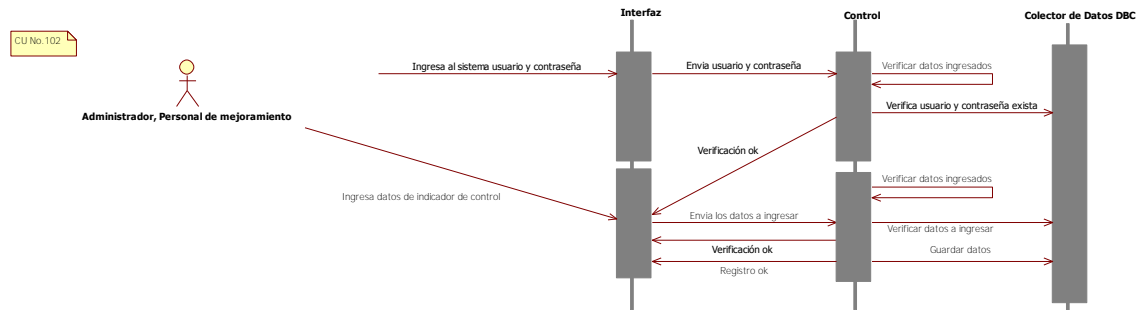 Interfaz
Control
Colector de Datos DBC
CU No.102
Ingresa al sistema usuario y contraseña
Envia usuario y contraseña
Verificar datos ingresados
Verifica usuario y contraseña exista
Administrador, Personal de mejoramiento
Verificación ok
Verificar datos ingresados
Ingresa datos de indicador de control
Envia los datos a ingresar
Verificar datos a ingresar
Verificación ok
Guardar datos
Registro ok